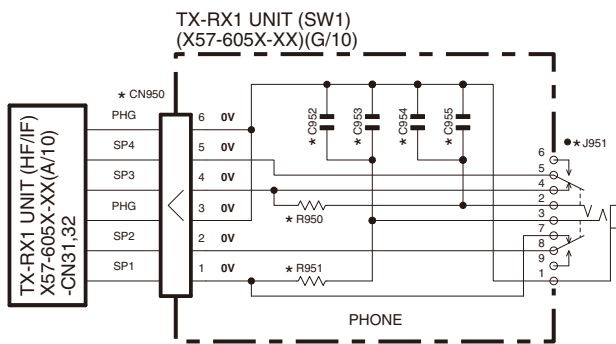 TX-RX1 UNIT (SW1)
(X57-605X-XX)(G/10)
* CN950
TX-RX1 UNIT (HF/IF)
X57-605X-XX(A/10)
-CN31,32
PHG 6 0V
SP4 5 0V
SP3 4 0V
PHG 3 0V
SP2 2 0V
SP1 1 0V
* C952
* C953
* C954
* C955
* R950
* R951
● * J951
6
5
4
2
3
7
8
9
1
PHONE